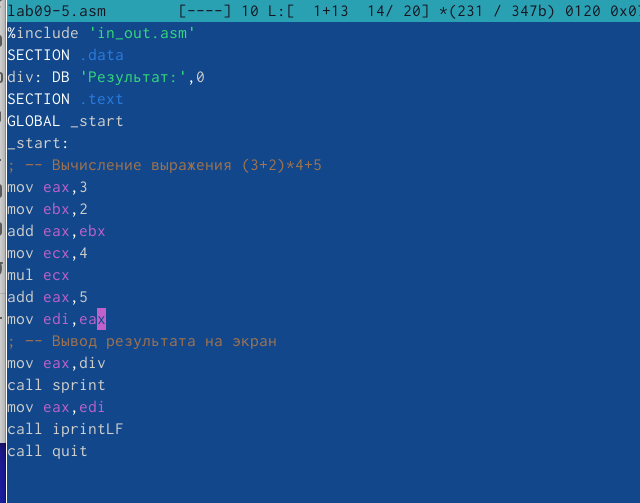 lab09-5.asm        [----] 10 L:[  1+13  14/ 20] *(231 / 347b) 0120 0x0
%include 'in_out.asm'
SECTION .data
div: DB 'Результат:',0
SECTION .text
GLOBAL _start
_start:
; -- Вычисление выражения (3+2)*4+5
mov eax,3
mov ebx,2
add eax,ebx
mov ecx,4
mul ecx
add eax,5
mov edi,eax
; -- Вывод результата на экран
mov eax,div
call sprint
mov eax,edi
call iprintLF
call quit